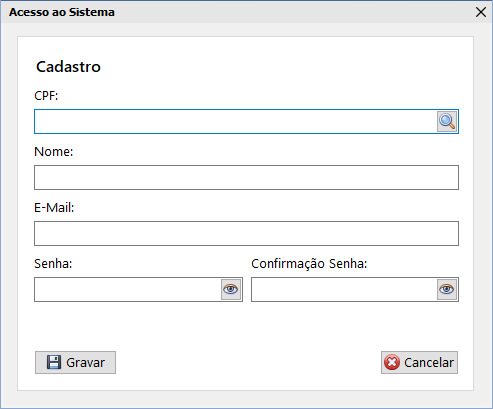 Acesso ao Sistema
Cadastro
CPF:
Nome:
E-Mail:
Senha: Confirmação Senha:
Gravar Cancelar